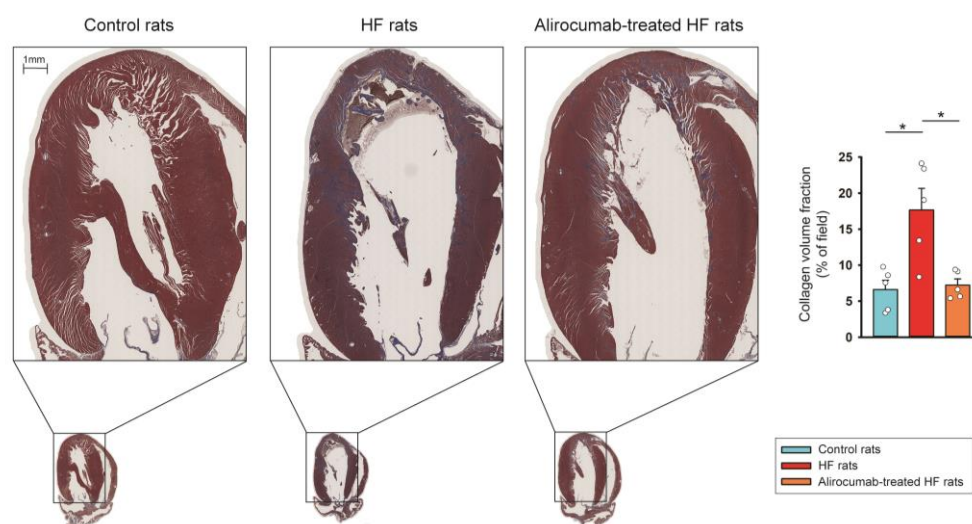 Control rats
HF rats
Alirocumab-treated HF rats
1mm
*
*
Collagen volume fraction
(% of field)
25
20
15
10
5
0
Control rats
HF rats
Alirocumab-treated HF rats